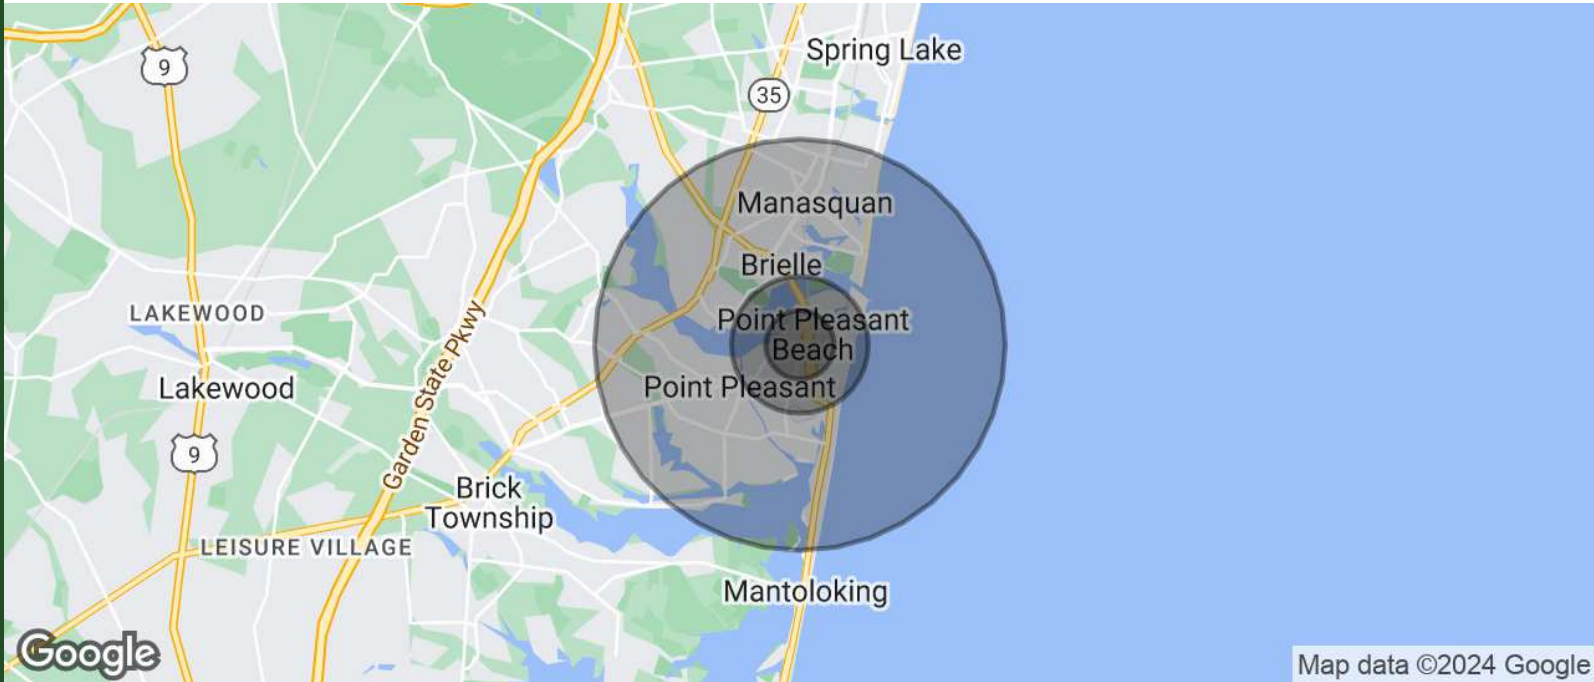 Spring Lake
9
35
Manasquan
Brielle
LAKEWOOD
Point Pleasant
Beach
Lakewood
Point Pleasant
Garden State Pkwy
9
Brick
Township
LEISURE VILLAGE
Mantoloking
Google
Map data ©2024 Google